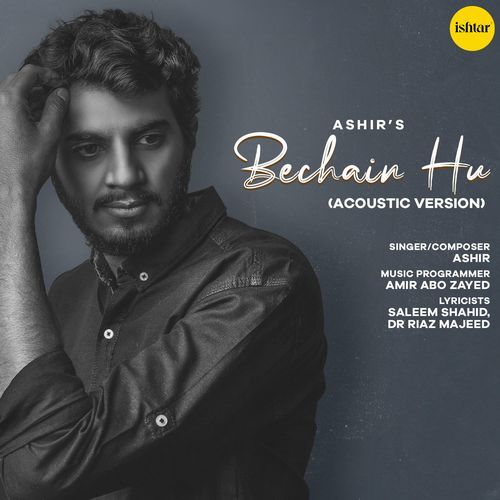 ishtar
ASHIR'S
Bechain Hu
(ACOUSTIC VERSION)
SINGER/COMPOSER
ASHIR
MUSIC PROGRAMMER
AMIR ABO ZAYED
LYRICISTS
SALEEM SHAHID,
DR RIAZ MAJEED